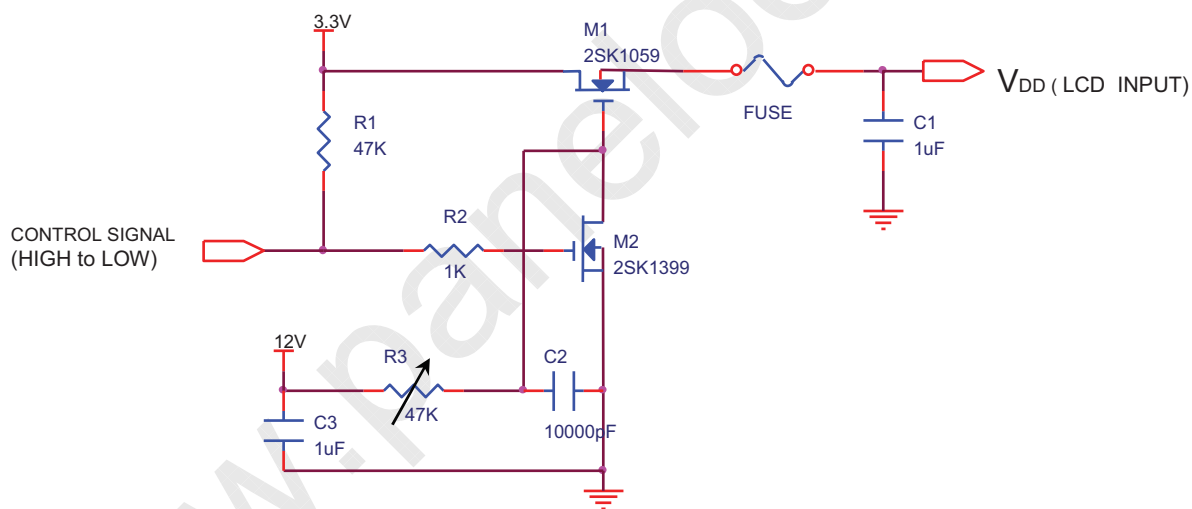 3.3V
M1
2SK1059
FUSE
VDD ( LCD INPUT)
R1
47K
C1
1uF
CONTROL SIGNAL
(HIGH to LOW)
R2
1K
M2
2SK1399
12V
R3
47K
C2
10000pF
C3
1uF
w.panelo